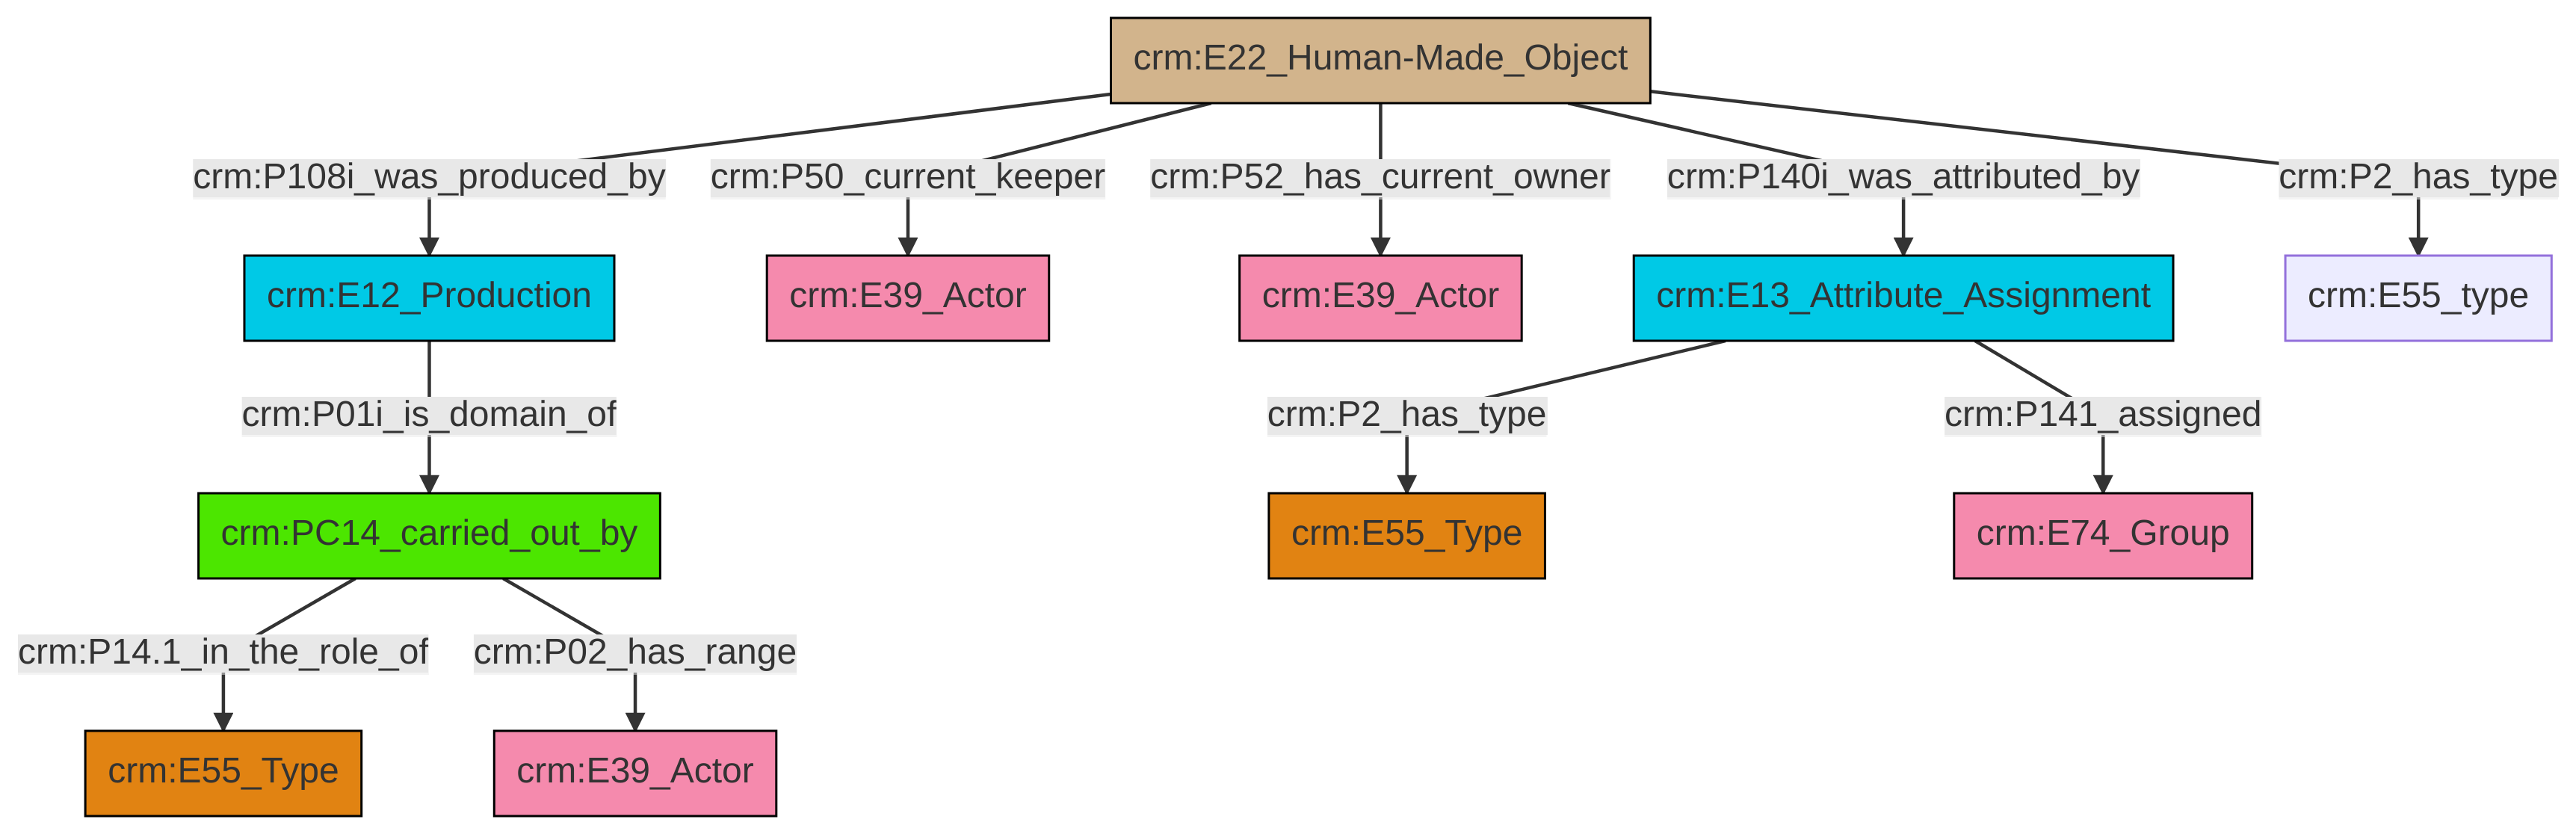 crm:E22_Human-Made_Object
crm:P108i_was_produced_by
crm:P50_current_keeper
crm:P52_has_current_owner
crm:P140i_was_attributed_by
crm:P2_has_type
crm:E12_Production
crm:E39_Actor
crm:E39_Actor
crm:E13_Attribute_Assignment
crm:E55_type
crm:P01i_is_domain_of
crm:P2_has_type
crm:P141_assigned
crm:PC14_carried_out_by
crm:E55_Type
crm:E74_Group
crm:P14.1_in_the_role_of
crm:P02_has_range
crm:E55_Type
crm:E39_Actor